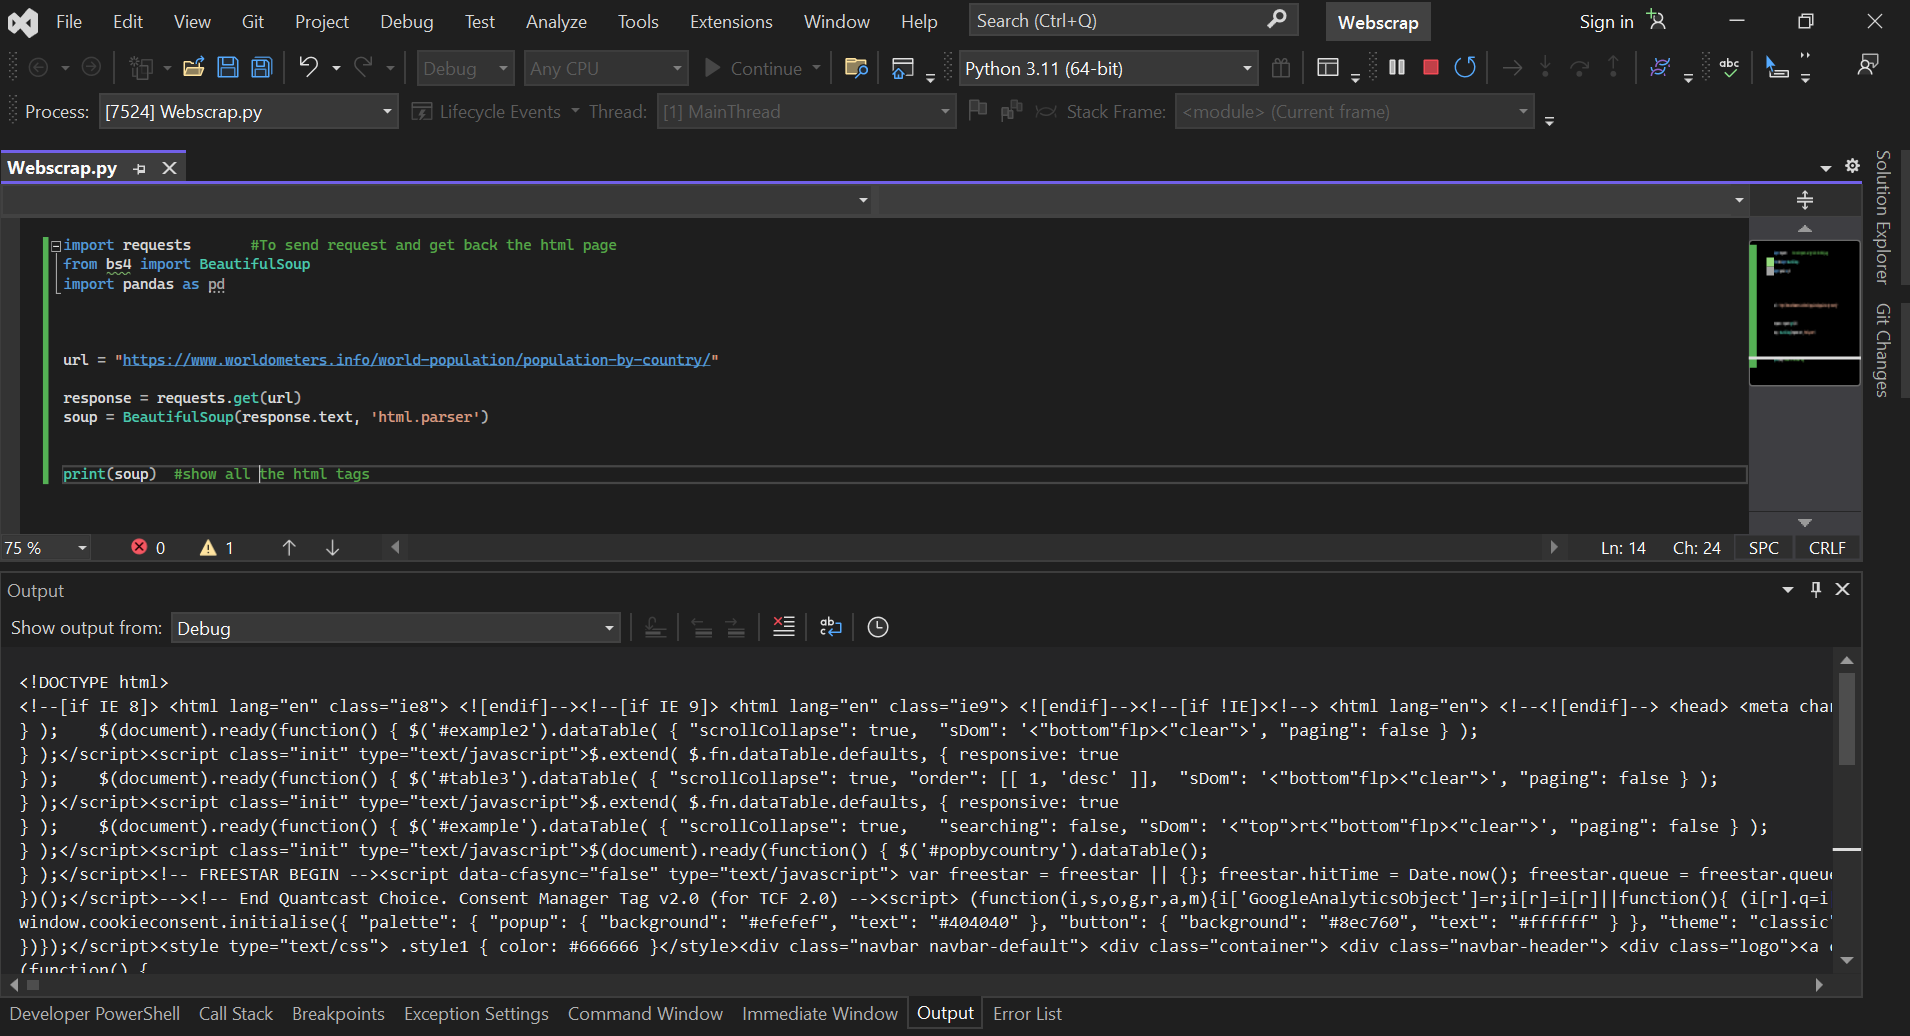 File Edit View Git Project Debug Test Analyze Tools Extensions Window Help Search (Ctrl+Q) Webscrap Sign in
Debug Any CPU Continue Python 3.11 (64-bit) abc
Process: [7524] Webscrap.py Lifecycle Events Thread: [1] MainThread Stack Frame: <module> (Current frame)
Webscrap.py
Solution Explorer
Git Changes
import requests #To send request and get back the html page
from bs4 import BeautifulSoup
import pandas as pd
url = "https://www.worldometers.info/world-population/population-by-country/"
response = requests.get(url)
soup = BeautifulSoup(response.text, 'html.parser')
print(soup) #show all the html tags
75 % 0 1 Ln: 14 Ch: 24 SPC CRLF
Output
Show output from: Debug
<!DOCTYPE html>
<!--[if IE 8]> <html lang="en" class="ie8"> <![endif]--><!--[if IE 9]> <html lang="en" class="ie9"> <![endif]--><!--[if !IE]><!--> <html lang="en"> <!--<![endif]--> <head> <meta char
} );    $(document).ready(function() { $('#example2').dataTable( { "scrollCollapse": true,  "sDom": '<"bottom"flp><"clear">', "paging": false } );
} );</script><script class="init" type="text/javascript">$.extend( $.fn.dataTable.defaults, { responsive: true
} );    $(document).ready(function() { $('#table3').dataTable( { "scrollCollapse": true, "order": [[ 1, 'desc' ]],  "sDom": '<"bottom"flp><"clear">', "paging": false } );
} );</script><script class="init" type="text/javascript">$.extend( $.fn.dataTable.defaults, { responsive: true
} );    $(document).ready(function() { $('#example').dataTable( { "scrollCollapse": true,   "searching": false, "sDom": '<"top">rt<"bottom"flp><"clear">', "paging": false } );
} );</script><script class="init" type="text/javascript">$(document).ready(function() { $('#popbycountry').dataTable();
} );</script><!-- FREESTAR BEGIN --><script data-cfasync="false" type="text/javascript"> var freestar = freestar || {}; freestar.hitTime = Date.now(); freestar.queue = freestar.queue
})();</script>--><!-- End Quantcast Choice. Consent Manager Tag v2.0 (for TCF 2.0) --><script> (function(i,s,o,g,r,a,m){i['GoogleAnalyticsObject']=r;i[r]=i[r]||function(){ (i[r].q=i
window.cookieconsent.initialise({ "palette": { "popup": { "background": "#efefef", "text": "#404040" }, "button": { "background": "#8ec760", "text": "#ffffff" } }, "theme": "classic"
})});</script><style type="text/css"> .style1 { color: #666666 }</style><div class="navbar navbar-default"> <div class="container"> <div class="navbar-header"> <div class="logo"><a
(function() {
Developer PowerShell Call Stack Breakpoints Exception Settings Command Window Immediate Window Output Error List